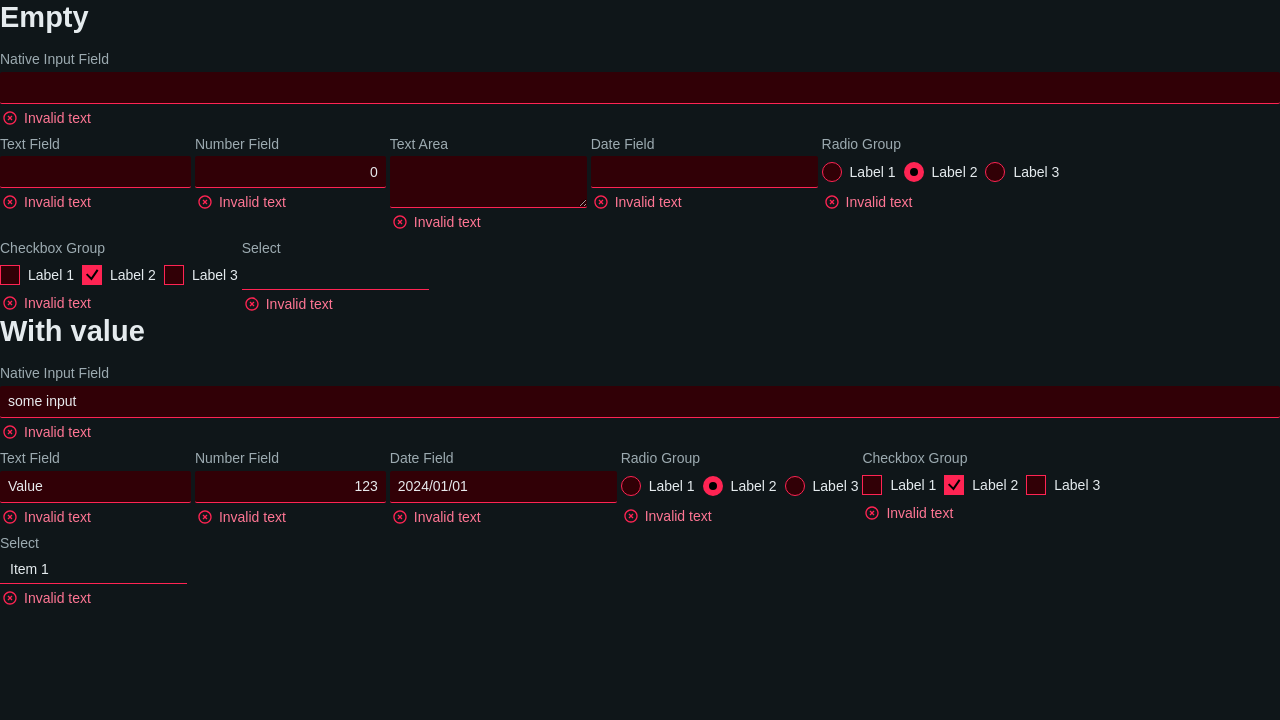 Empty
Native Input Field
Invalid text
Text Field Number Field Text Area Date Field Radio Group
0 Label 1 Label 2 Label 3
Invalid text Invalid text Invalid text Invalid text
Invalid text
Checkbox Group Select
Label 1 Label 2 Label 3
Invalid text Invalid text
With value
Native Input Field
some input
Invalid text
Text Field Number Field Date Field Radio Group Checkbox Group
Value 123 2024/01/01 Label 1 Label 2 Label 3 Label 1 Label 2 Label 3
Invalid text Invalid text Invalid text Invalid text Invalid text
Select
Item 1
Invalid text